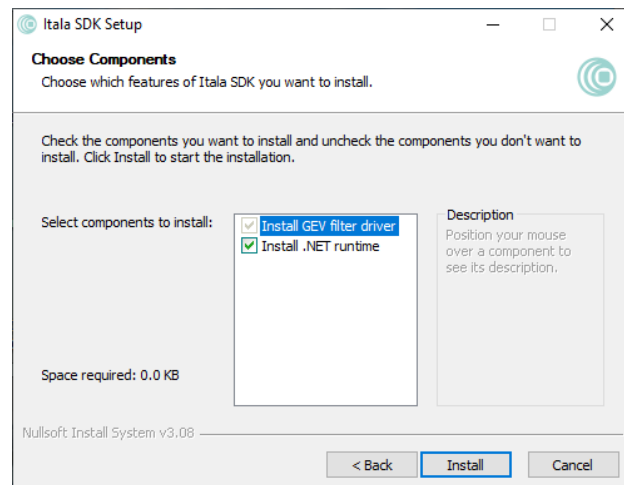 Itala SDK Setup
Choose Components
Choose which features of Itala SDK you want to install.
Check the components you want to install and uncheck the components you don't want to
install. Click Install to start the installation.
Select components to install:
Install GEV filter driver
Install .NET runtime
Description
Position your mouse
over a component to
see its description.
Space required: 0.0 KB
Nullsoft Install System v3.08
< Back
Install
Cancel